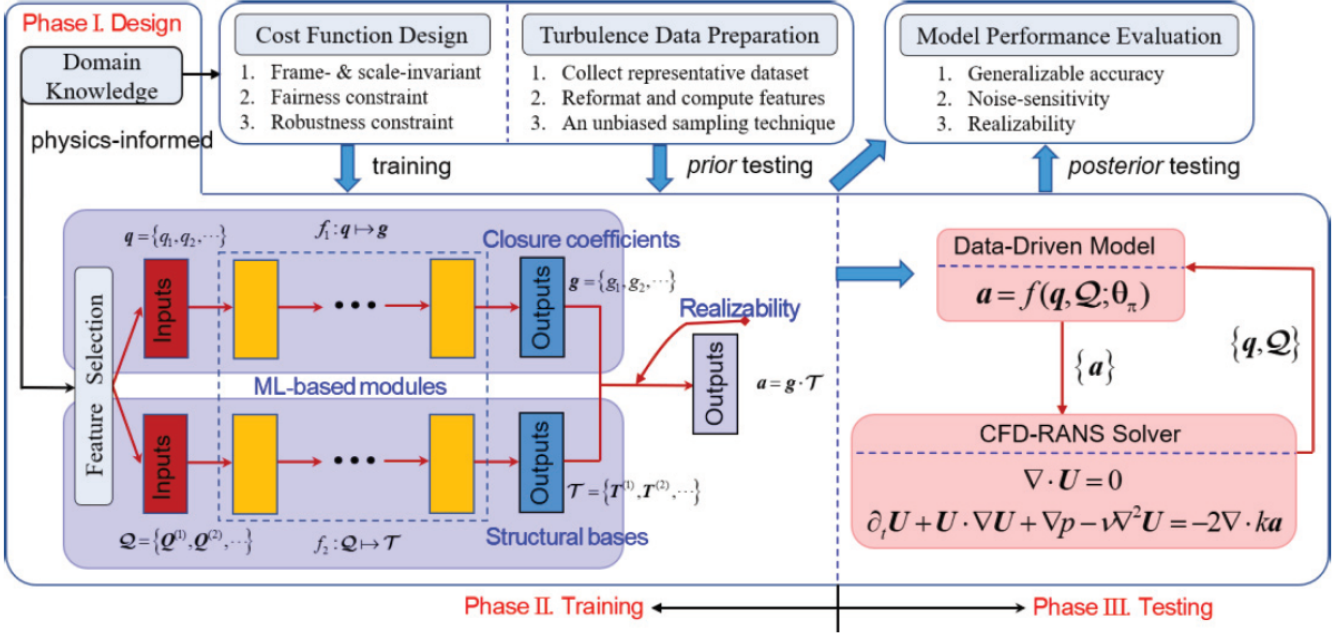 Phase I. Design
Domain
Knowledge
physics-informed
Cost Function Design
1. Frame- & scale-invariant
2. Fairness constraint
3. Robustness constraint
Turbulence Data Preparation
1. Collect representative dataset
2. Reformat and compute features
3. An unbiased sampling technique
Model Performance Evaluation
1. Generalizable accuracy
2. Noise-sensitivity
3. Realizability
training
prior testing
posterior testing
Feature Selection
q = {q₁, q₂, ⋯}
f₁ : q ↦ g
Closure coefficients
g = {g₁, g₂, ⋯}
Inputs
•••
Outputs
Realizability
ML-based modules
Outputs
a = g · 𝒯
Inputs
•••
Outputs
𝒯 = {T⁽¹⁾, T⁽²⁾, ⋯}
𝒬 = {Q⁽¹⁾, Q⁽²⁾, ⋯}
f₂ : 𝒬 ↦ 𝒯
Structural bases
Data-Driven Model
a = f(q, 𝒬; θ_π)
{a}
{q, 𝒬}
CFD-RANS Solver
∇ · U = 0
∂ₜU + U · ∇U + ∇p − ν∇²U = −2∇ · ka
Phase II. Training
Phase III. Testing